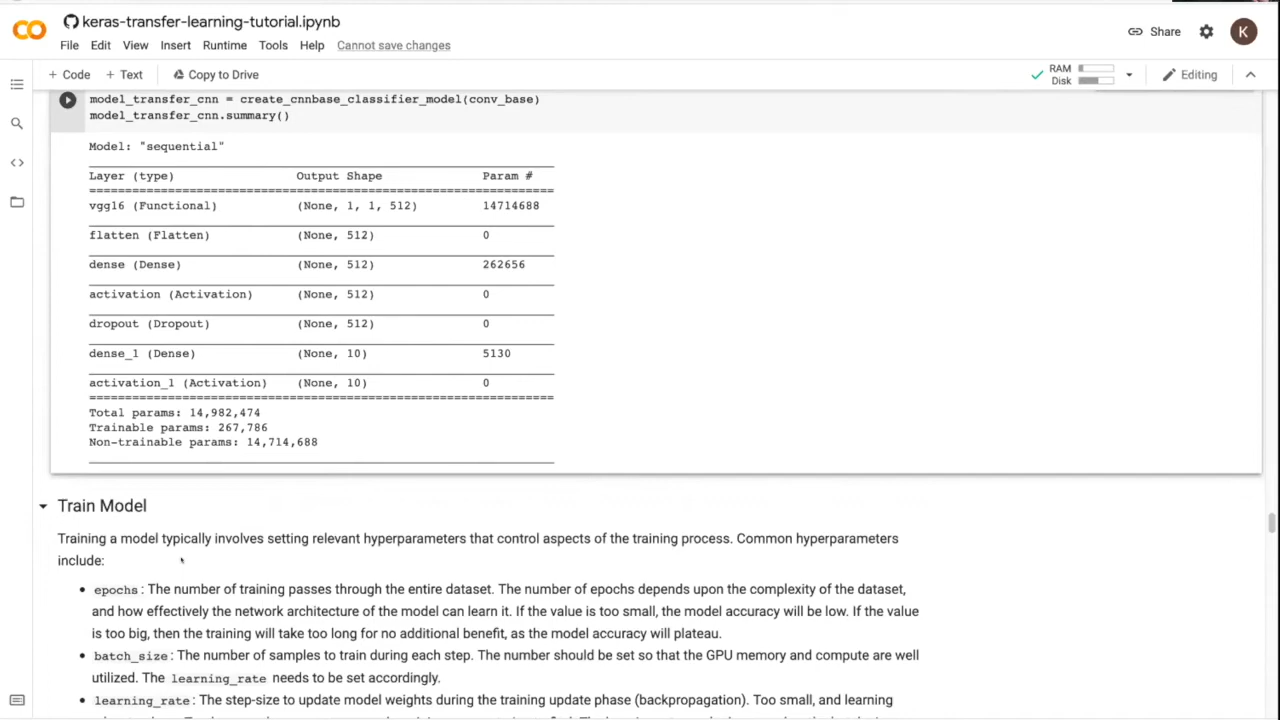 keras-transfer-learning-tutorial.ipynb
File Edit View Insert Runtime Tools Help Cannot save changes
Share
K
+ Code + Text Copy to Drive
RAM
Disk
Editing
model_transfer_cnn = create_cnnbase_classifier_model(conv_base)
model_transfer_cnn.summary()
Model: "sequential"
Layer (type) Output Shape Param #
=================================================================
vgg16 (Functional) (None, 1, 1, 512) 14714688
flatten (Flatten) (None, 512) 0
dense (Dense) (None, 512) 262656
activation (Activation) (None, 512) 0
dropout (Dropout) (None, 512) 0
dense_1 (Dense) (None, 10) 5130
activation_1 (Activation) (None, 10) 0
=================================================================
Total params: 14,982,474
Trainable params: 267,786
Non-trainable params: 14,714,688
Train Model
Training a model typically involves setting relevant hyperparameters that control aspects of the training process. Common hyperparameters
include:
• epochs: The number of training passes through the entire dataset. The number of epochs depends upon the complexity of the dataset,
and how effectively the network architecture of the model can learn it. If the value is too small, the model accuracy will be low. If the value
is too big, then the training will take too long for no additional benefit, as the model accuracy will plateau.
• batch_size: The number of samples to train during each step. The number should be set so that the GPU memory and compute are well
utilized. The learning_rate needs to be set accordingly.
• learning_rate: The step-size to update model weights during the training update phase (backpropagation). Too small, and learning